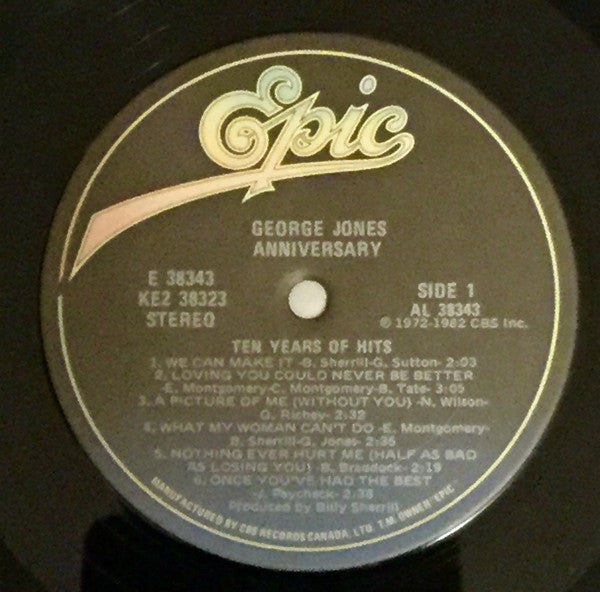 Epic
GEORGE JONES
ANNIVERSARY
E 38343
KE2 38323
STEREO
SIDE 1
AL 38343
© 1972-1982 CBS Inc.
TEN YEARS OF HITS
1. WE CAN MAKE IT -B. Sherrill-G. Sutton- 2:03
2. LOVING YOU COULD NEVER BE BETTER
-E. Montgomery-C. Montgomery-B. Tate- 3:05
3. A PICTURE OF ME (WITHOUT YOU) -N. Wilson-
G. Richey- 2:32
4. WHAT MY WOMAN CAN'T DO -E. Montgomery-
B. Sherrill-G. Jones- 2:35
5. NOTHING EVER HURT ME (HALF AS BAD
AS LOSING YOU) -B. Braddock- 2:19
6. ONCE YOU'VE HAD THE BEST
-J. Paycheck- 2:38
Produced by Billy Sherrill
MANUFACTURED BY CBS RECORDS CANADA, LTD. T.M. OWNER/EPIC